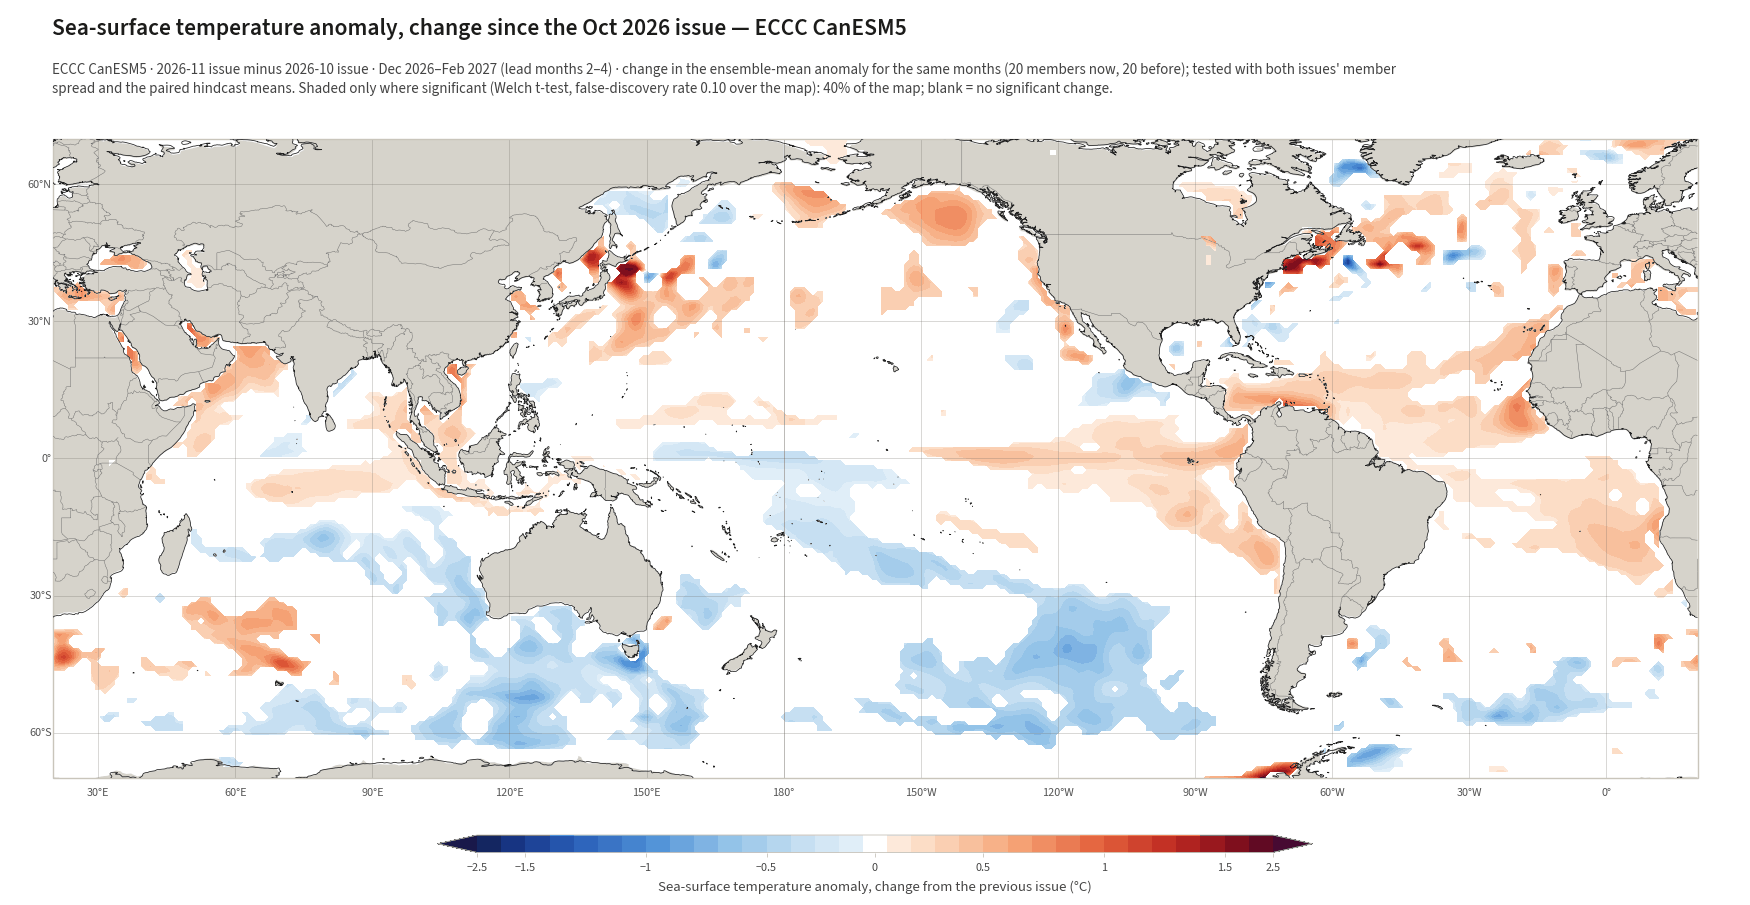 Sea-surface temperature anomaly, change since the Oct 2026 issue — ECCC CanESM5
ECCC CanESM5 · 2026-11 issue minus 2026-10 issue · Dec 2026–Feb 2027 (lead months 2–4) · change in the ensemble-mean anomaly for the same months (20 members now, 20 before); tested with both issues' member
spread and the paired hindcast means. Shaded only where significant (Welch t-test, false-discovery rate 0.10 over the map): 40% of the map; blank = no significant change.
60°N
30°N
0°
30°S
60°S
30°E 60°E 90°E 120°E 150°E 180° 150°W 120°W 90°W 60°W 30°W 0°
−2.5 −1.5 −1 −0.5 0 0.5 1 1.5 2.5
Sea-surface temperature anomaly, change from the previous issue (°C)